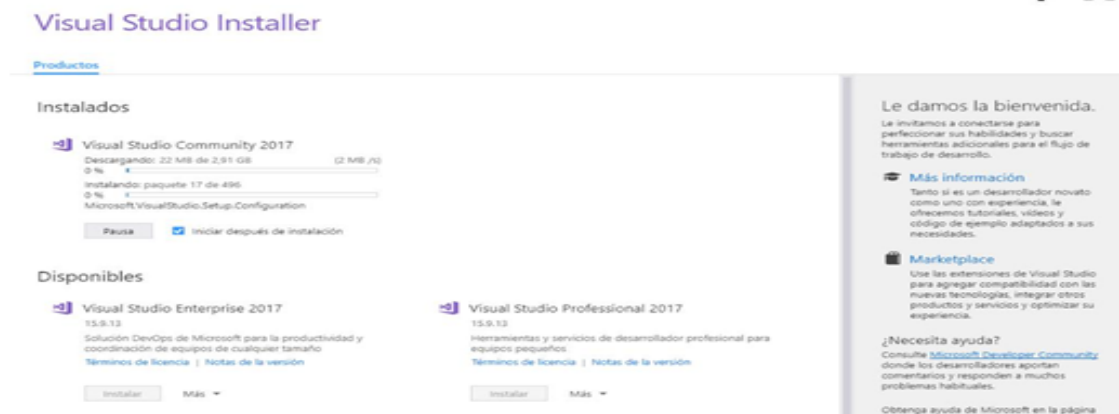 Visual Studio Installer
Productos
Instalados
Visual Studio Community 2017
Descargando: 22 MB de 2,91 GB (2 MB /s)
0 %
Instalando: paquete 17 de 496
0 %
Microsoft.VisualStudio.Setup.Configuration
Pausa
Iniciar después de instalación
Disponibles
Visual Studio Enterprise 2017
15.9.13
Solución DevOps de Microsoft para la productividad y
coordinación de equipos de cualquier tamaño
Términos de licencia | Notas de la versión
Instalar Más
Visual Studio Professional 2017
15.9.13
Herramientas y servicios de desarrollador profesional para
equipos pequeños
Términos de licencia | Notas de la versión
Instalar Más
Le damos la bienvenida.
Le invitamos a conectarse para
perfeccionar sus habilidades y buscar
herramientas adicionales para el flujo de
trabajo de desarrollo.
Más información
Tanto si es un desarrollador novato
como uno con experiencia, le
ofrecemos tutoriales, vídeos y
código de ejemplo adaptados a sus
necesidades.
Marketplace
Use las extensiones de Visual Studio
para agregar compatibilidad con las
nuevas tecnologías, integrar otros
productos y servicios y optimizar su
experiencia.
¿Necesita ayuda?
Consulte Microsoft Developer Community
donde los desarrolladores aportan
comentarios y responden a muchos
problemas habituales.
Obtenga ayuda de Microsoft en la página